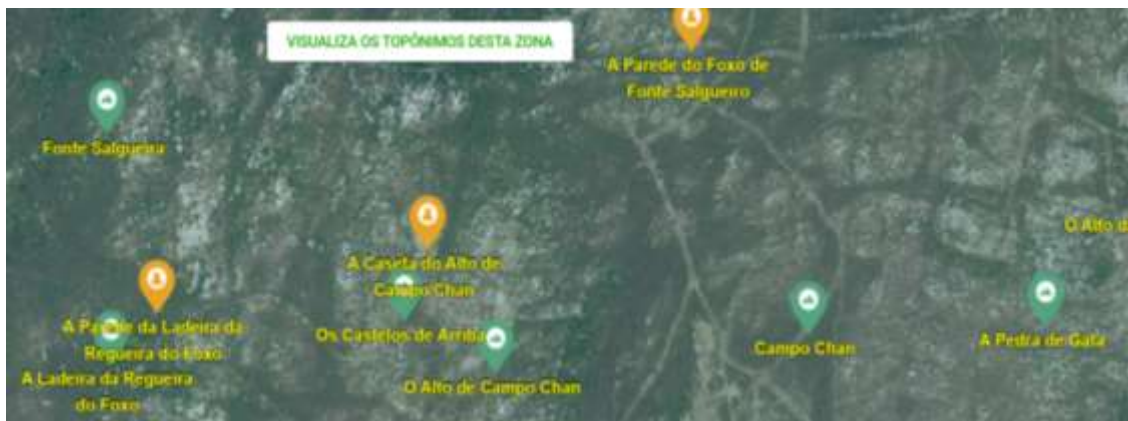 VISUALIZA OS TOPÓNIMOS DESTA ZONA
A Parede do Foxo de
Fonte Salgueiro
Fonte Salgueira
O Alto d
A Caseta do Alto de
Campo Chan
A Parede da Ladeira da
Regueira do Foxo
Os Castelos de Arriba
Campo Chan
A Pedra de Gata
A Ladeira da Regueira
do Foxo
O Alto de Campo Chan